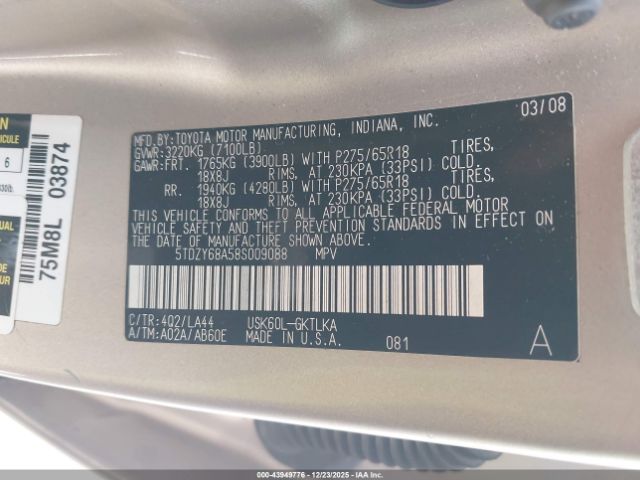 MFD.BY:TOYOTA MOTOR MANUFACTURING, INDIANA, INC. 03/08
GVWR:3220KG (7100LB)
GAWR:FRT. 1765KG (3900LB) WITH P275/65R18 TIRES,
18X8J RIMS, AT 230KPA (33PSI) COLD.
RR. 1940KG (4280LB) WITH P275/65R18 TIRES,
18X8J RIMS, AT 230KPA (33PSI) COLD.
THIS VEHICLE CONFORMS TO ALL APPLICABLE FEDERAL MOTOR
VEHICLE SAFETY AND THEFT PREVENTION STANDARDS IN EFFECT ON
THE DATE OF MANUFACTURE SHOWN ABOVE.
5TDZY68A58S009088 MPV
C/TR:4Q2/LA44 USK60L-GKTLKA
A/TM:A02A/AB60E MADE IN U.S.A. 081 A
75M8L 03874
6
USA--43949776 - 12/23/2025 - IAAI.COM